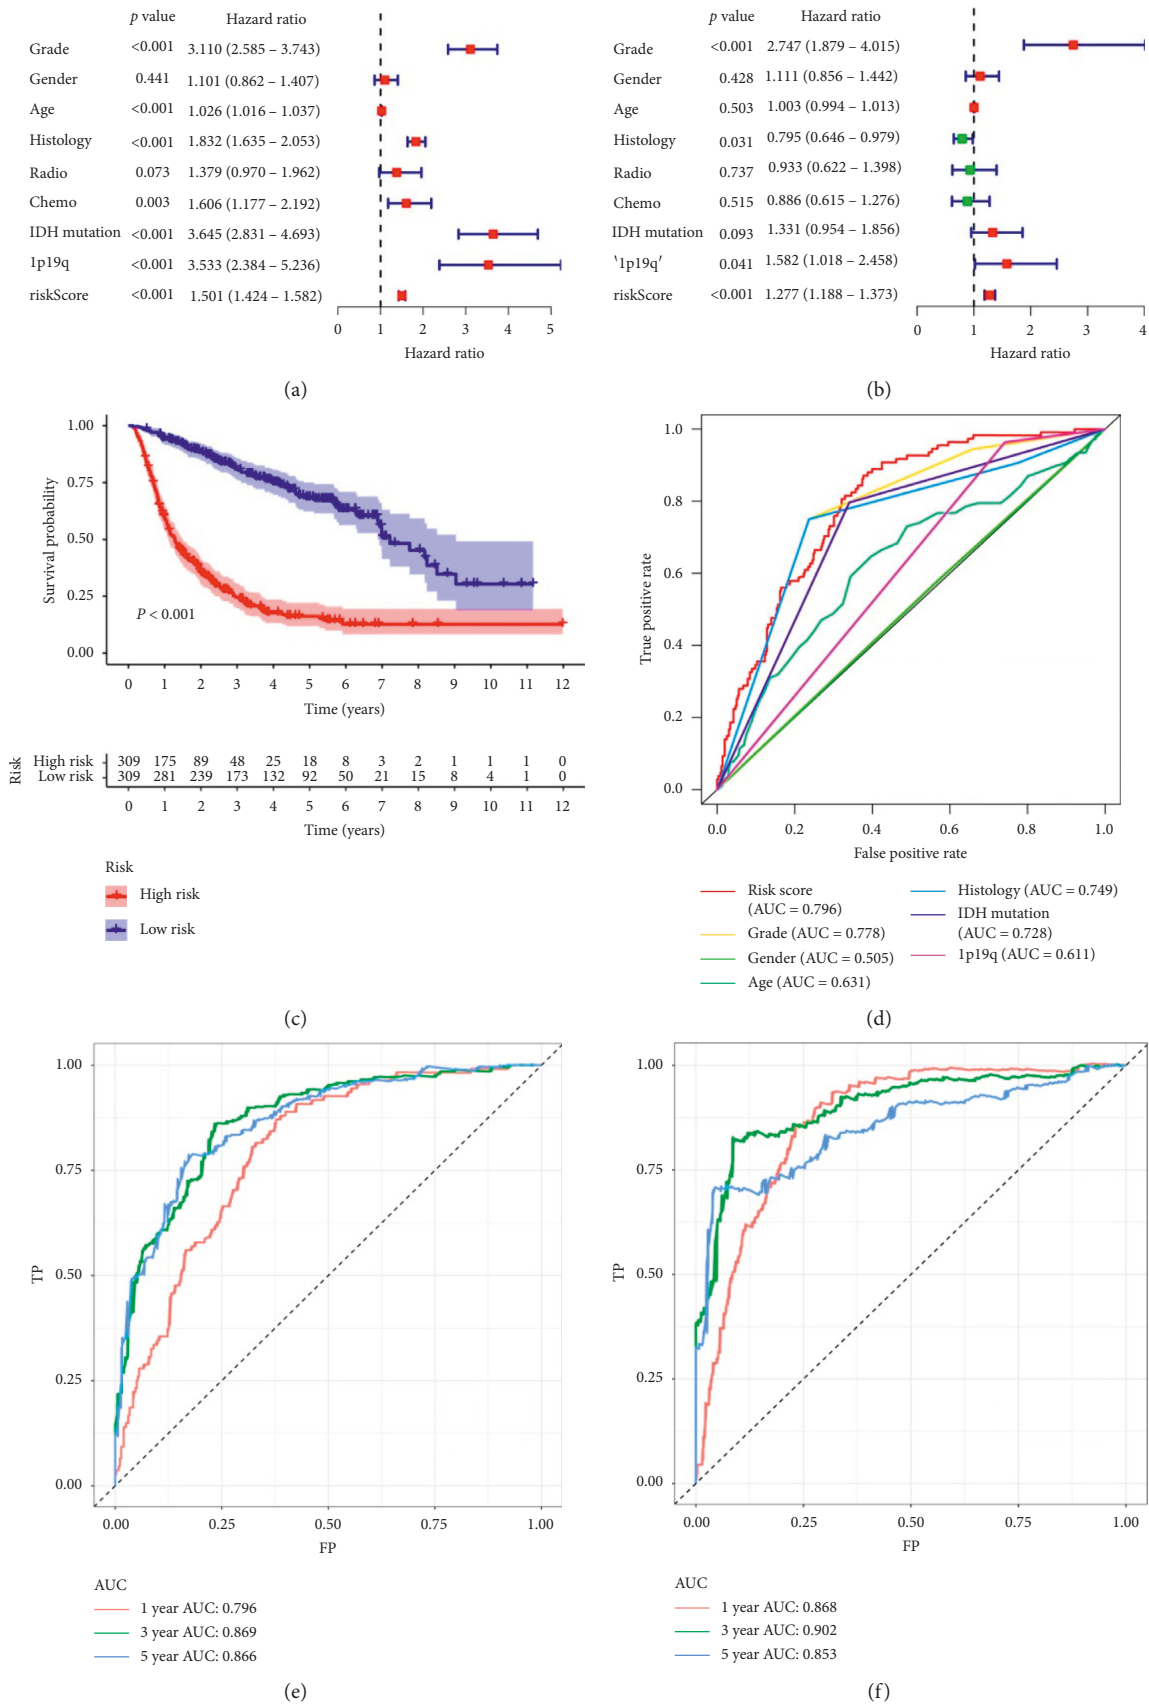 p value Hazard ratio
Grade <0.001 3.110 (2.585 – 3.743)
Gender 0.441 1.101 (0.862 – 1.407)
Age <0.001 1.026 (1.016 – 1.037)
Histology <0.001 1.832 (1.635 – 2.053)
Radio 0.073 1.379 (0.970 – 1.962)
Chemo 0.003 1.606 (1.177 – 2.192)
IDH mutation <0.001 3.645 (2.831 – 4.693)
1p19q <0.001 3.533 (2.384 – 5.236)
riskScore <0.001 1.501 (1.424 – 1.582)
0 1 2 3 4 5
Hazard ratio
(a)
p value Hazard ratio
Grade <0.001 2.747 (1.879 – 4.015)
Gender 0.428 1.111 (0.856 – 1.442)
Age 0.503 1.003 (0.994 – 1.013)
Histology 0.031 0.795 (0.646 – 0.979)
Radio 0.737 0.933 (0.622 – 1.398)
Chemo 0.515 0.886 (0.615 – 1.276)
IDH mutation 0.093 1.331 (0.954 – 1.856)
‵1p19q′ 0.041 1.582 (1.018 – 2.458)
riskScore <0.001 1.277 (1.188 – 1.373)
0 1 2 3 4
Hazard ratio
(b)
Survival probability
1.00
0.75
0.50
0.25
0.00
P < 0.001
0 1 2 3 4 5 6 7 8 9 10 11 12
Time (years)
Risk
High risk 309 175 89 48 25 18 8 3 2 1 1 1 0
Low risk 309 281 239 173 132 92 50 21 15 8 4 1 0
0 1 2 3 4 5 6 7 8 9 10 11 12
Time (years)
Risk
High risk
Low risk
(c)
True positive rate
1.0
0.8
0.6
0.4
0.2
0.0
0.0 0.2 0.4 0.6 0.8 1.0
False positive rate
Risk score
(AUC = 0.796)
Grade (AUC = 0.778)
Gender (AUC = 0.505)
Age (AUC = 0.631)
Histology (AUC = 0.749)
IDH mutation
(AUC = 0.728)
1p19q (AUC = 0.611)
(d)
TP
1.00
0.75
0.50
0.25
0.00
0.00 0.25 0.50 0.75 1.00
FP
AUC
1 year AUC: 0.796
3 year AUC: 0.869
5 year AUC: 0.866
(e)
TP
1.00
0.75
0.50
0.25
0.00
0.00 0.25 0.50 0.75 1.00
FP
AUC
1 year AUC: 0.868
3 year AUC: 0.902
5 year AUC: 0.853
(f)